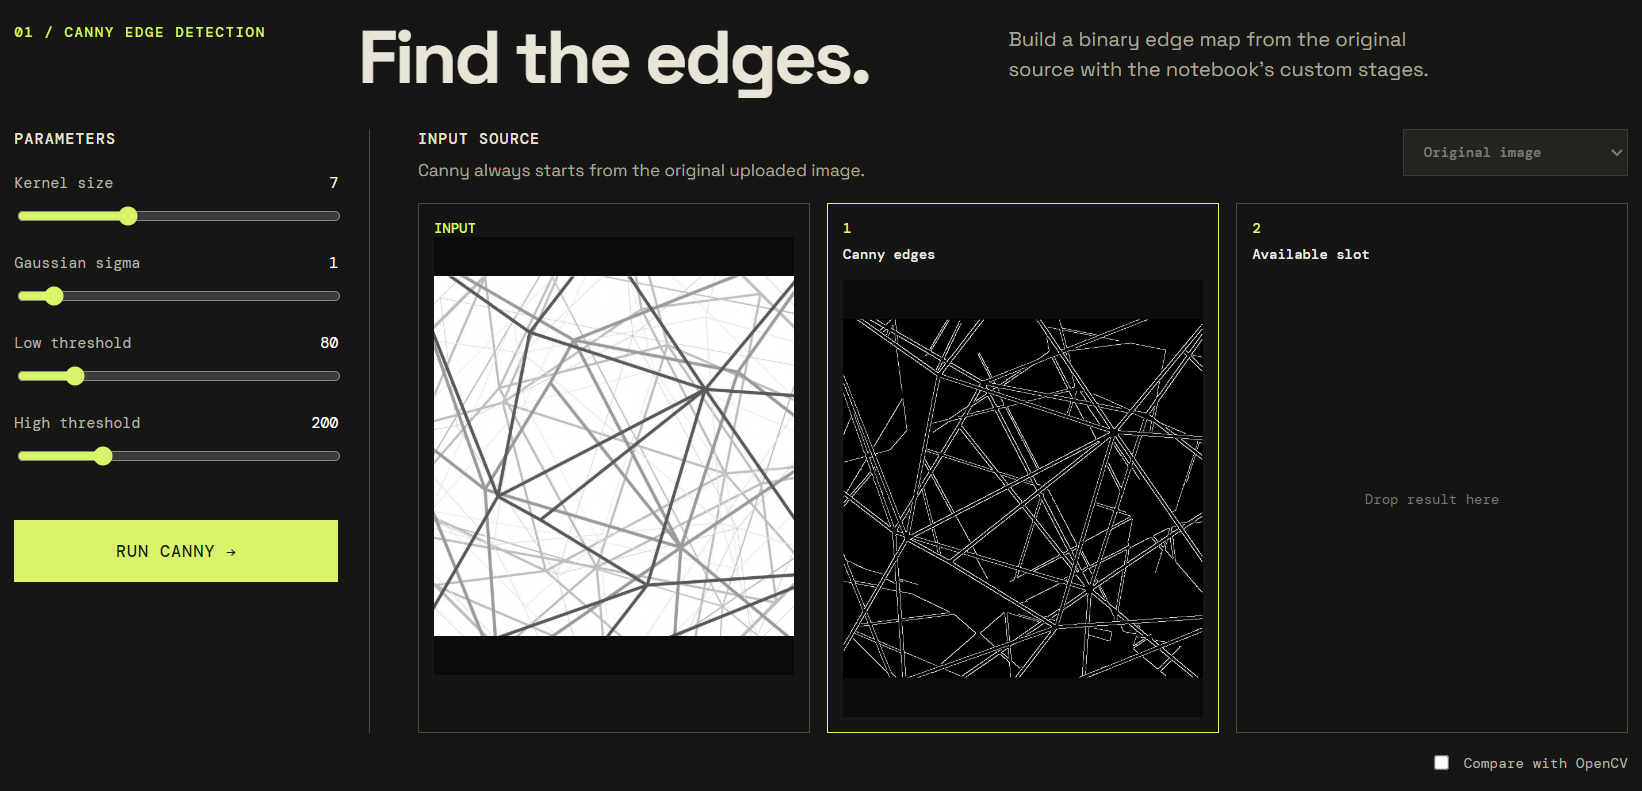 01 / CANNY EDGE DETECTION
Find the edges.
Build a binary edge map from the original
source with the notebook's custom stages.
PARAMETERS
Kernel size 7
Gaussian sigma 1
Low threshold 80
High threshold 200
RUN CANNY →
INPUT SOURCE
Canny always starts from the original uploaded image.
Original image
INPUT
1
Canny edges
2
Available slot
Drop result here
Compare with OpenCV